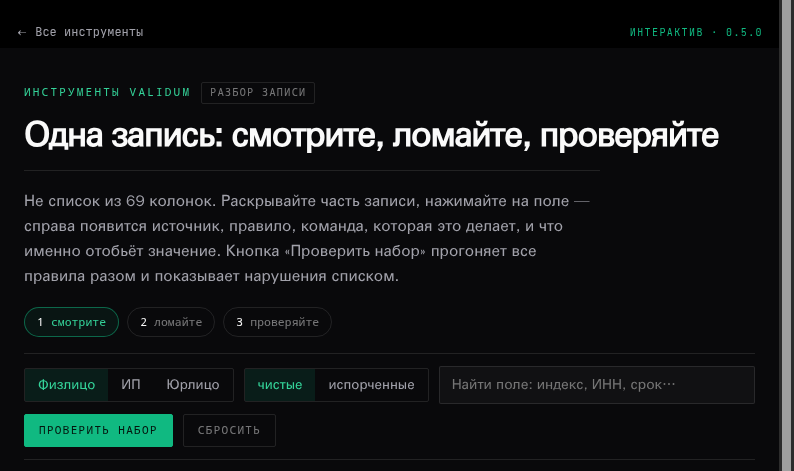 ← Все инструменты
ИНТЕРАКТИВ · 0.5.0
ИНСТРУМЕНТЫ VALIDUM РАЗБОР ЗАПИСИ
Одна запись: смотрите, ломайте, проверяйте
Не список из 69 колонок. Раскрывайте часть записи, нажимайте на поле —
справа появится источник, правило, команда, которая это делает, и что
именно отобьёт значение. Кнопка «Проверить набор» прогоняет все
правила разом и показывает нарушения списком.
1 смотрите 2 ломайте 3 проверяйте
Физлицо ИП Юрлицо чистые испорченные Найти поле: индекс, ИНН, срок…
ПРОВЕРИТЬ НАБОР СБРОСИТЬ